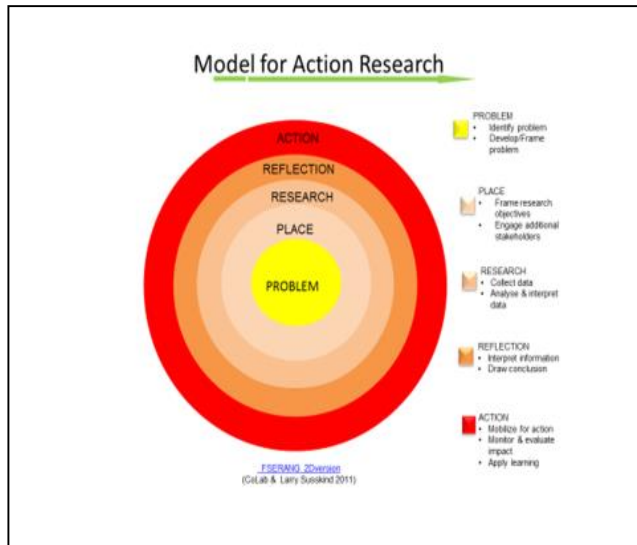 Model for Action Research
ACTION
REFLECTION
RESEARCH
PLACE
PROBLEM
FSERANG 2Dversion
(CoLab & Larry Susskind 2011)
PROBLEM
• Identify problem
• Develop/Frame
problem
PLACE
• Frame research
objectives
• Engage additional
stakeholders
RESEARCH
• Collect data
• Analyse & interpret
data
REFLECTION
• Interpret information
• Draw conclusion
ACTION
• Mobilize for action
• Monitor & evaluate
impact
• Apply learning